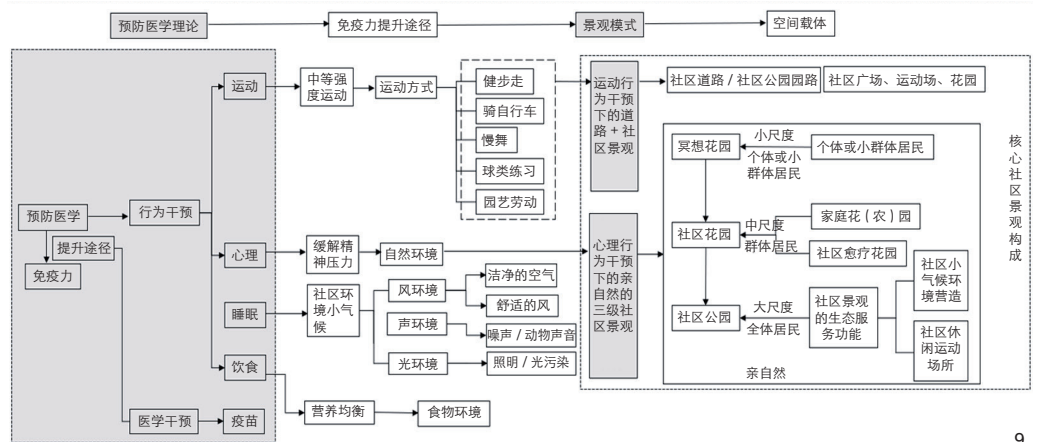 预防医学理论
免疫力提升途径
景观模式
空间载体
预防医学
提升途径
免疫力
行为干预
医学干预
运动
心理
睡眠
饮食
疫苗
中等强
度运动
运动方式
健步走
骑自行车
慢舞
球类练习
园艺劳动
缓解精
神压力
自然环境
社区环
境小气
候
风环境
洁净的空气
舒适的风
声环境
噪声/动物声音
光环境
照明/光污染
营养均衡
食物环境
运动行
为干预
下的道
路+社
区景观
社区道路/社区公园园路
社区广场、运动场、花园
心理行
为干预
下的亲
自然的
三级社
区景观
冥想花园
小尺度
个体或小
群体居民
个体或小群体居民
社区花园
中尺度
群体居民
家庭花(农)园
社区愈疗花园
社区公园
大尺度
全体居民
社区景观
的生态服
务功能
社区小
气候环
境营造
社区休
闲运动
场所
亲自然
核心社区景观构成
9